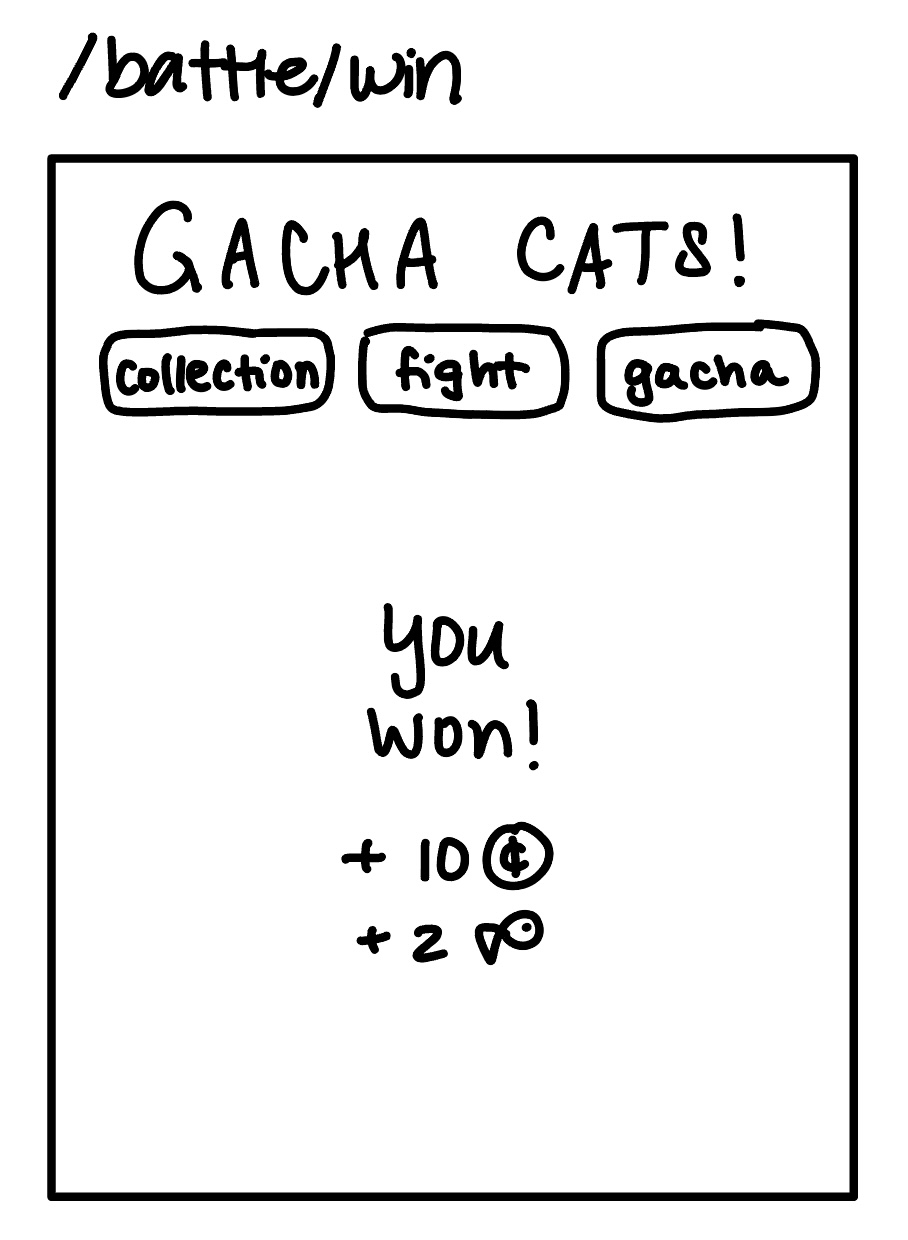 /battle/win
GACHA CATS!
collection fight gacha
you
won!
+ 10 ¢
+ 2